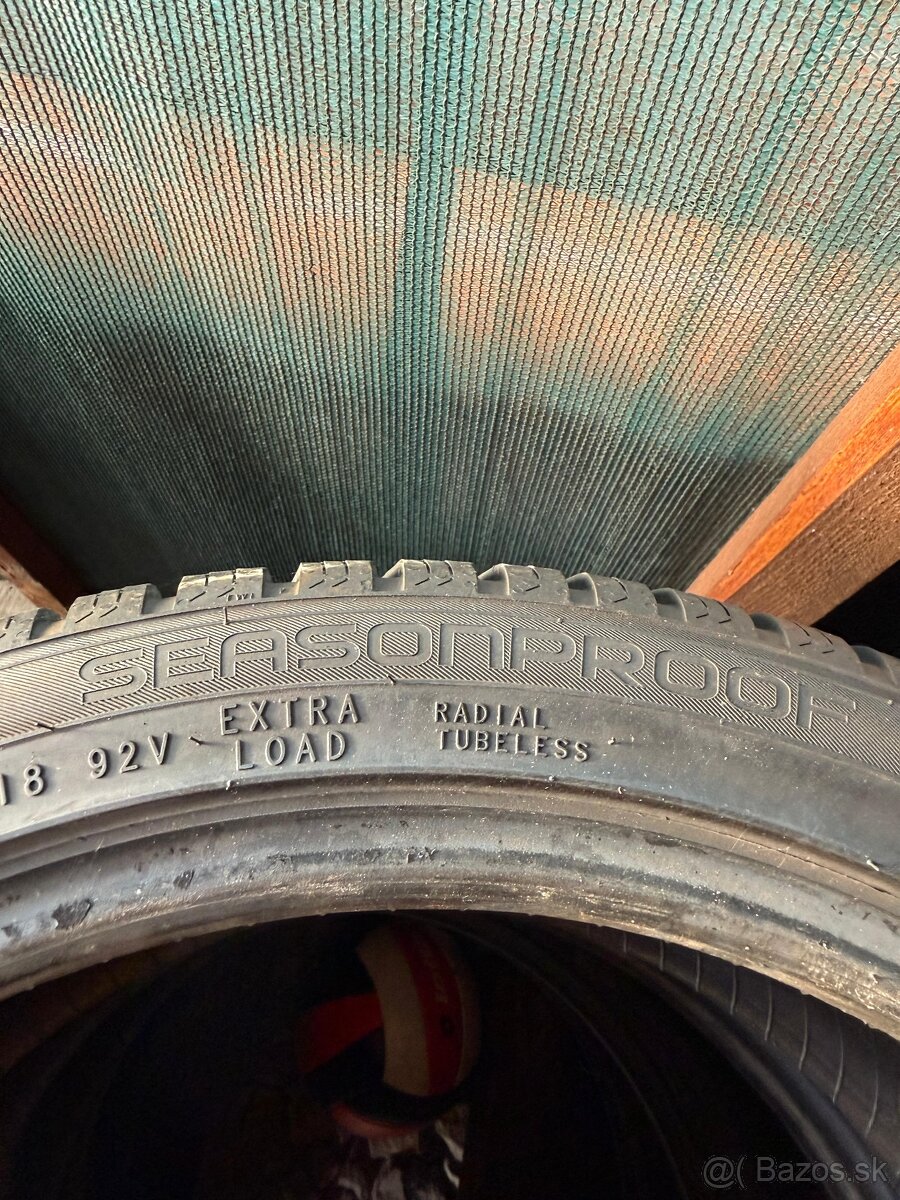 SEASONPROOF
18 92V EXTRA LOAD
RADIAL TUBELESS
@( Bazos.sk